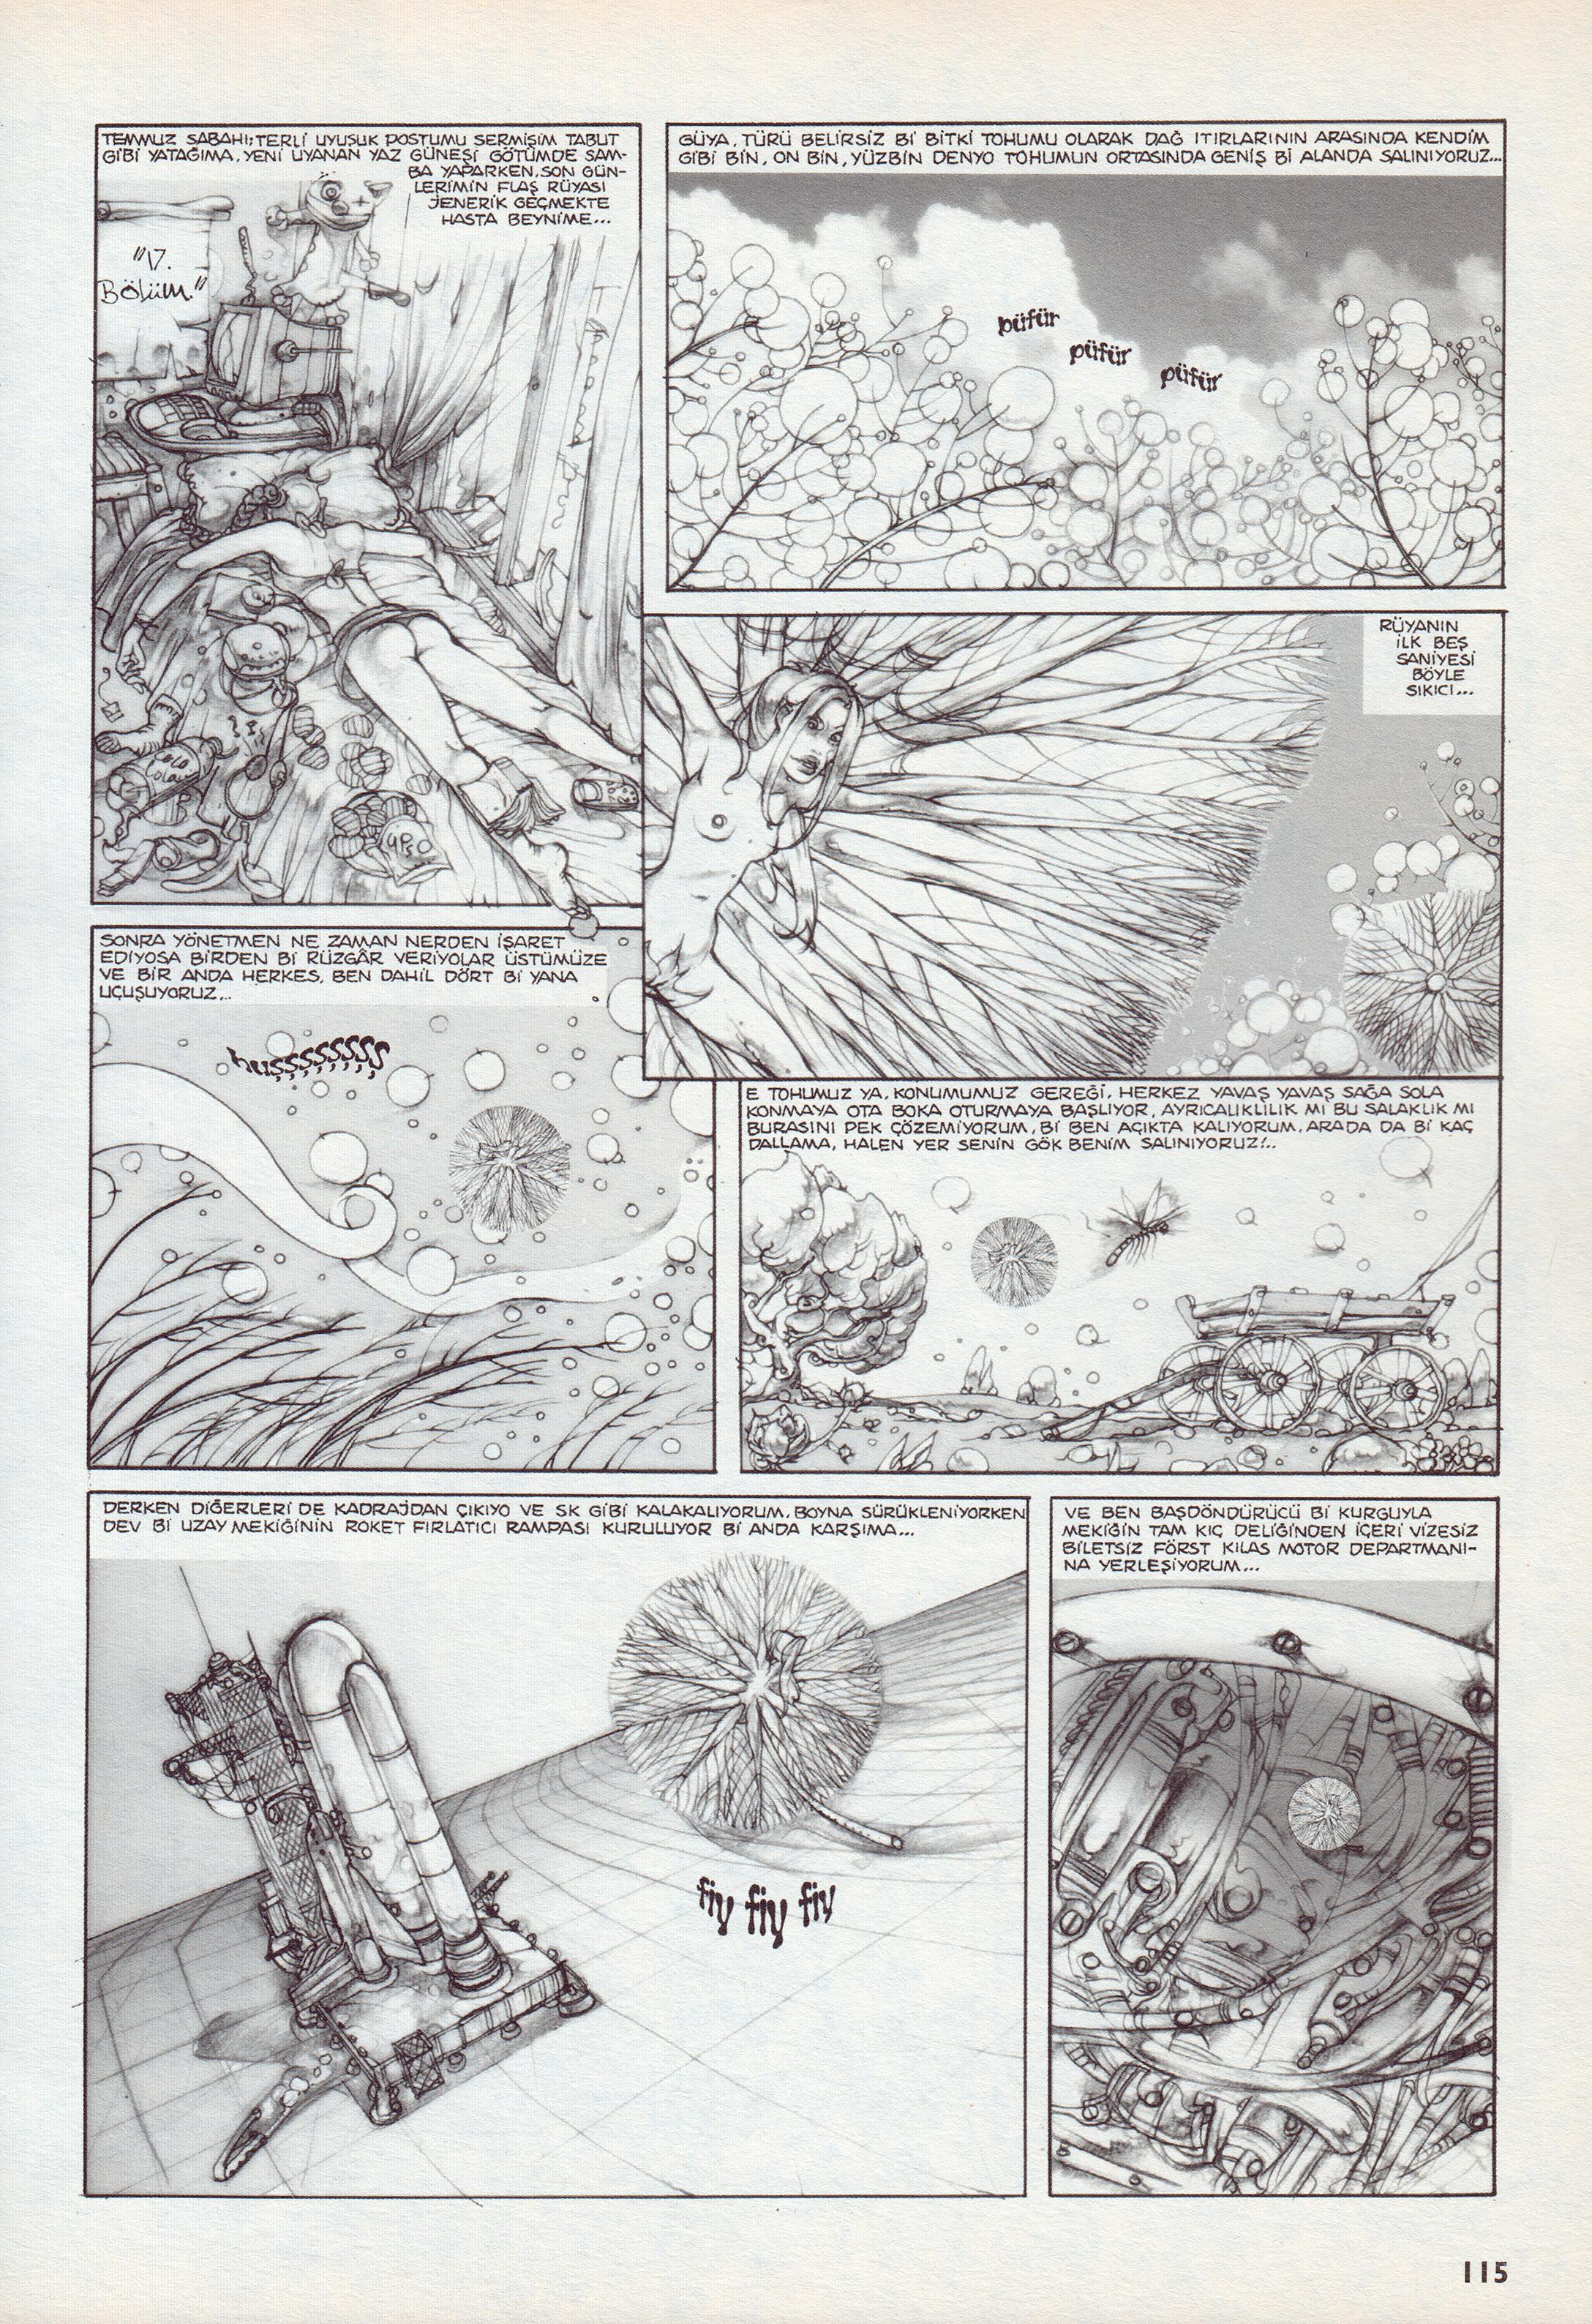 TEMMUZ SABAHI; TERLİ UYUŞUK POSTUMU SERMİŞİM TABUT
GİBİ YATAĞIMA. YENİ UYANAN YAZ GÜNEŞİ GÖTÜMDE SAM-
BA YAPARKEN, SON GÜN-
LERİMİN FLAŞ RÜYASI
JENERİK GEÇMEKTE
HASTA BEYNİME...
"17.
Bölüm."
GÜYA, TÜRÜ BELİRSİZ Bİ BİTKİ TOHUMU OLARAK DAĞ ITIRLARININ ARASINDA KENDİM
GİBİ BİN, ON BİN, YÜZBİN DENYO TOHUMUN ORTASINDA GENİŞ Bİ ALANDA SALINIYORUZ...
püfür
püfür
püfür
RÜYANIN
İLK BEŞ
SANİYESİ
BÖYLE
SIKICI...
SONRA YÖNETMEN NE ZAMAN NERDEN İŞARET
EDİYOSA BİRDEN Bİ RÜZGÂR VERİYOLAR ÜSTÜMÜZE
VE BİR ANDA HERKES, BEN DAHİL DÖRT Bİ YANA
UÇUŞUYORUZ...
huşşşşşşşşş
E TOHUMUZ YA, KONUMUMUZ GEREĞİ, HERKEZ YAVAŞ YAVAŞ SAĞA SOLA
KONMAYA OTA BOKA OTURMAYA BAŞLIYOR, AYRICALIKLILIK MI BU SALAKLIK MI
BURASINI PEK ÇÖZEMİYORUM, Bİ BEN AÇIKTA KALIYORUM. ARADA DA Bİ KAÇ
DALLAMA, HALEN YER SENİN GÖK BENİM SALINIYORUZ!..
DERKEN DİĞERLERİ DE KADRAJDAN ÇIKIYO VE SK GİBİ KALAKALIYORUM. BOYNA SÜRÜKLENİYORKEN
DEV Bİ UZAY MEKİĞİNİN ROKET FIRLATICI RAMPASI KURULUYOR Bİ ANDA KARŞIMA...
fiy fiy fiy
VE BEN BAŞDÖNDÜRÜCÜ Bİ KURGUYLA
MEKİĞİN TAM KIÇ DELİĞİNDEN İÇERİ VİZESİZ
BİLETSİZ FÖRST KILAS MOTOR DEPARTMANI-
NA YERLEŞİYORUM...
115